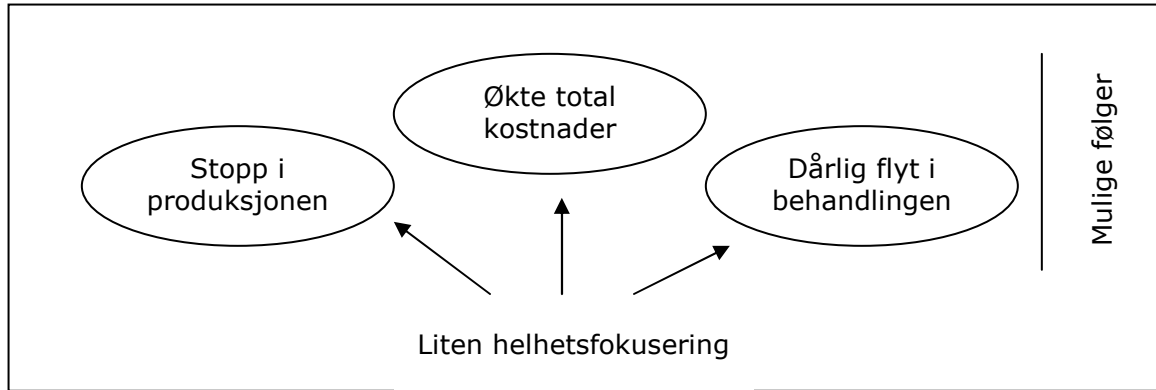 Økte total
kostnader
Stopp i
produksjonen
Dårlig flyt i
behandlingen
Mulige følger
Liten helhetsfokusering